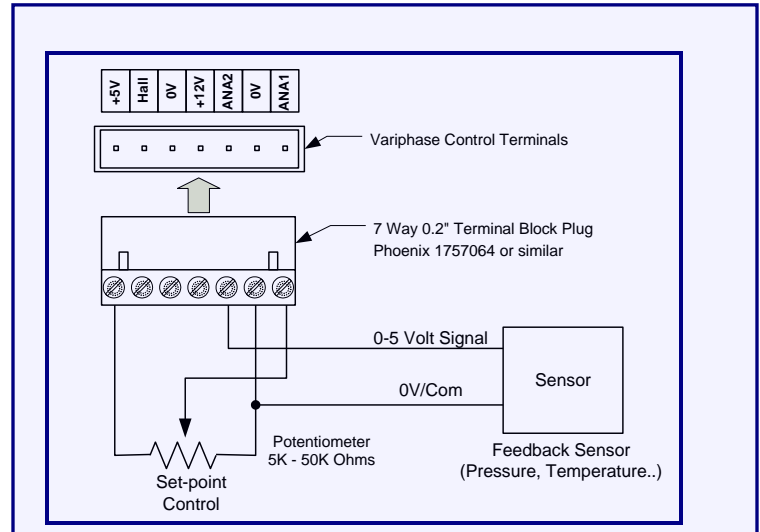 +5V
Hall
0V
+12V
ANA2
0V
ANA1
Variphase Control Terminals
7 Way 0.2" Terminal Block Plug
Phoenix 1757064 or similar
0-5 Volt Signal
0V/Com
Sensor
Potentiometer
5K - 50K Ohms
Feedback Sensor
(Pressure, Temperature..)
Set-point
Control